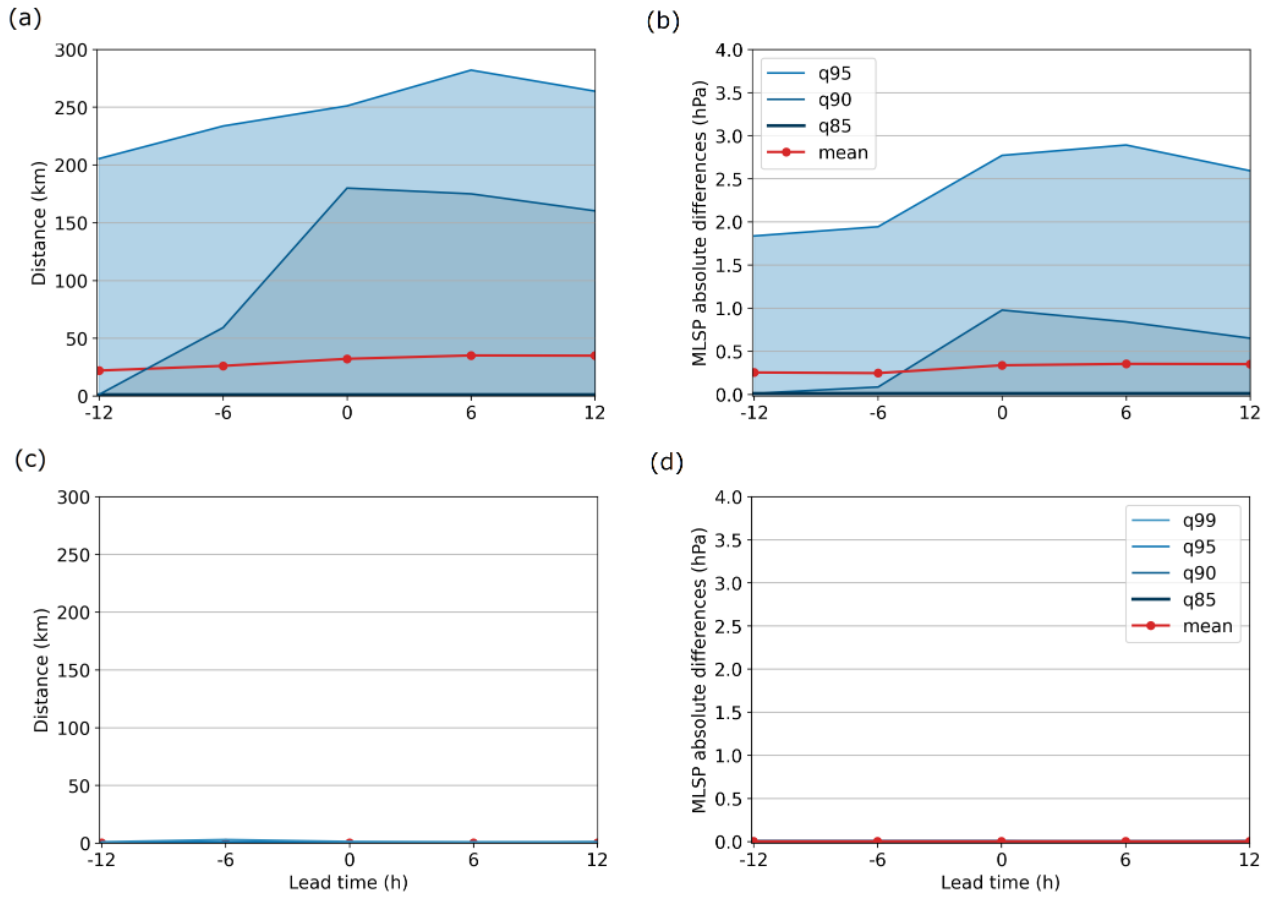 (a)
300
250
200
150
100
50
0
Distance (km)
-12 -6 0 6 12
(b)
4.0
3.5
3.0
2.5
2.0
1.5
1.0
0.5
0.0
MLSP absolute differences (hPa)
q95
q90
q85
mean
-12 -6 0 6 12
(c)
300
250
200
150
100
50
0
Distance (km)
-12 -6 0 6 12
Lead time (h)
(d)
4.0
3.5
3.0
2.5
2.0
1.5
1.0
0.5
0.0
MLSP absolute differences (hPa)
q99
q95
q90
q85
mean
-12 -6 0 6 12
Lead time (h)